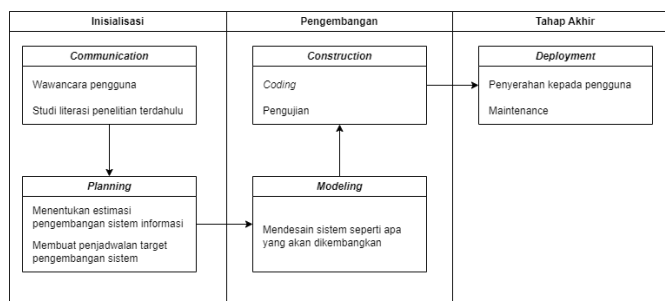 Inisialisasi
Pengembangan
Tahap Akhir
Communication
Wawancara pengguna
Studi literasi penelitian terdahulu
Construction
Coding
Pengujian
Deployment
Penyerahan kepada pengguna
Maintenance
Planning
Menentukan estimasi
pengembangan sistem informasi
Membuat penjadwalan target
pengembangan sistem
Modeling
Mendesain sistem seperti apa
yang akan dikembangkan